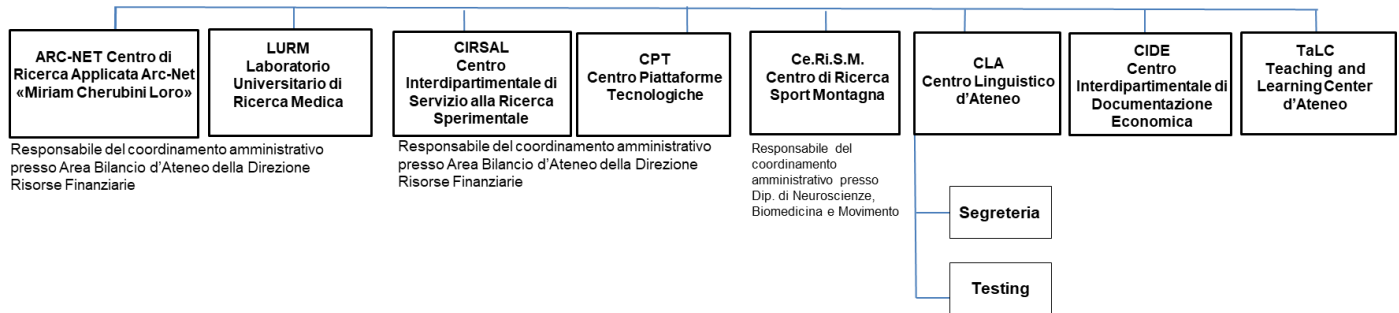 ARC-NET Centro di
Ricerca Applicata Arc-Net
«Miriam Cherubini Loro»
LURM
Laboratorio
Universitario di
Ricerca Medica
CIRSAL
Centro
Interdipartimentale di
Servizio alla Ricerca
Sperimentale
CPT
Centro Piattaforme
Tecnologiche
Ce.Ri.S.M.
Centro di Ricerca
Sport Montagna
CLA
Centro Linguistico
d’Ateneo
CIDE
Centro
Interdipartimentale di
Documentazione
Economica
TaLC
Teaching and
Learning Center
d’Ateneo
Responsabile del coordinamento amministrativo
presso Area Bilancio d’Ateneo della Direzione
Risorse Finanziarie
Responsabile del coordinamento amministrativo
presso Area Bilancio d’Ateneo della Direzione
Risorse Finanziarie
Responsabile del
coordinamento
amministrativo presso
Dip. di Neuroscienze,
Biomedicina e Movimento
Segreteria
Testing